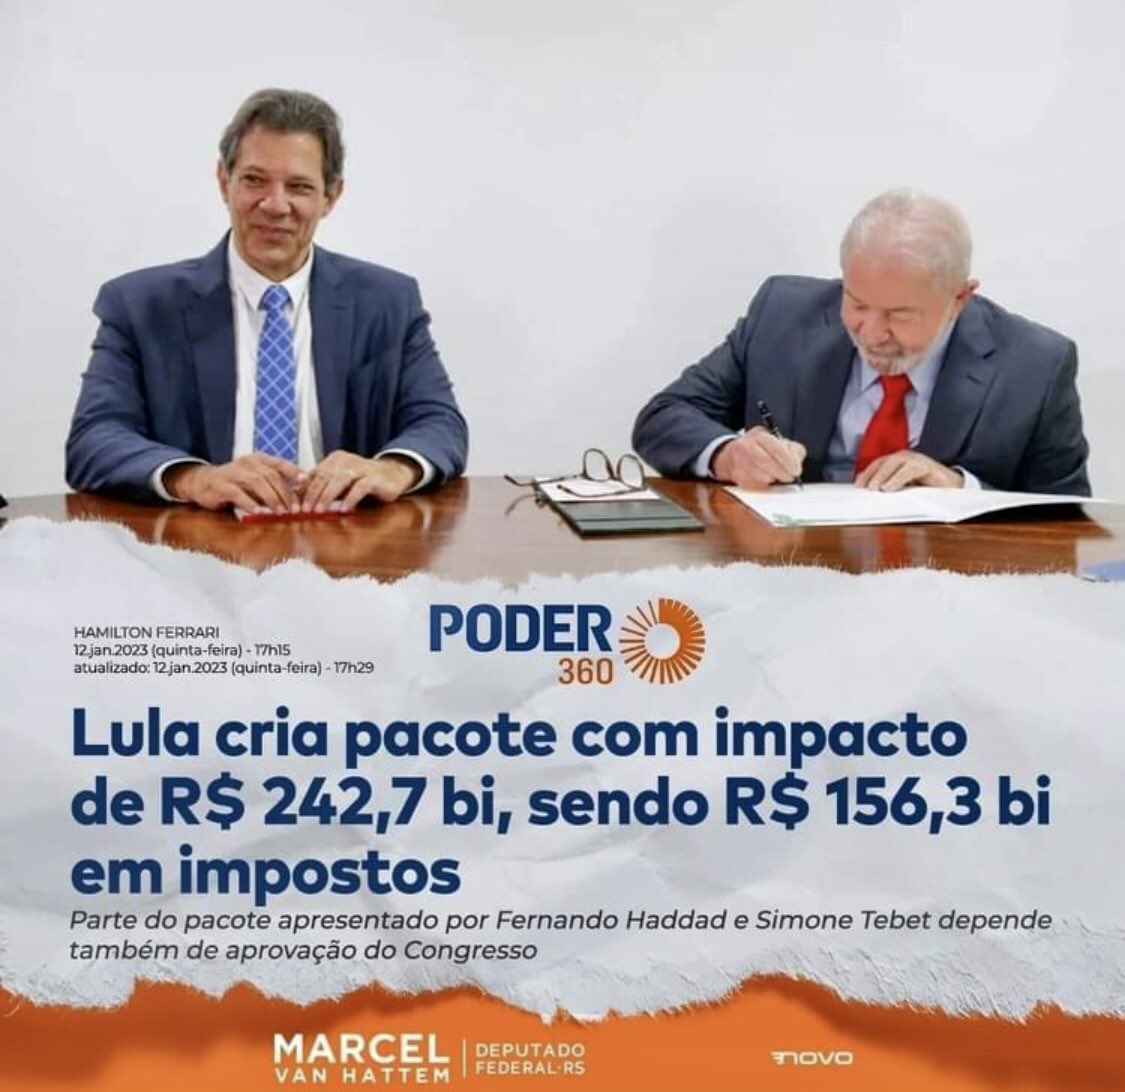 HAMILTON FERRARI
12.jan.2023 (quinta-feira) - 17h15
atualizado: 12.jan.2023 (quinta-feira) - 17h29
PODER
360
Lula cria pacote com impacto
de R$ 242,7 bi, sendo R$ 156,3 bi
em impostos
Parte do pacote apresentado por Fernando Haddad e Simone Tebet depende
também de aprovação do Congresso
MARCEL
VAN HATTEM
DEPUTADO
FEDERAL-RS
NOVO